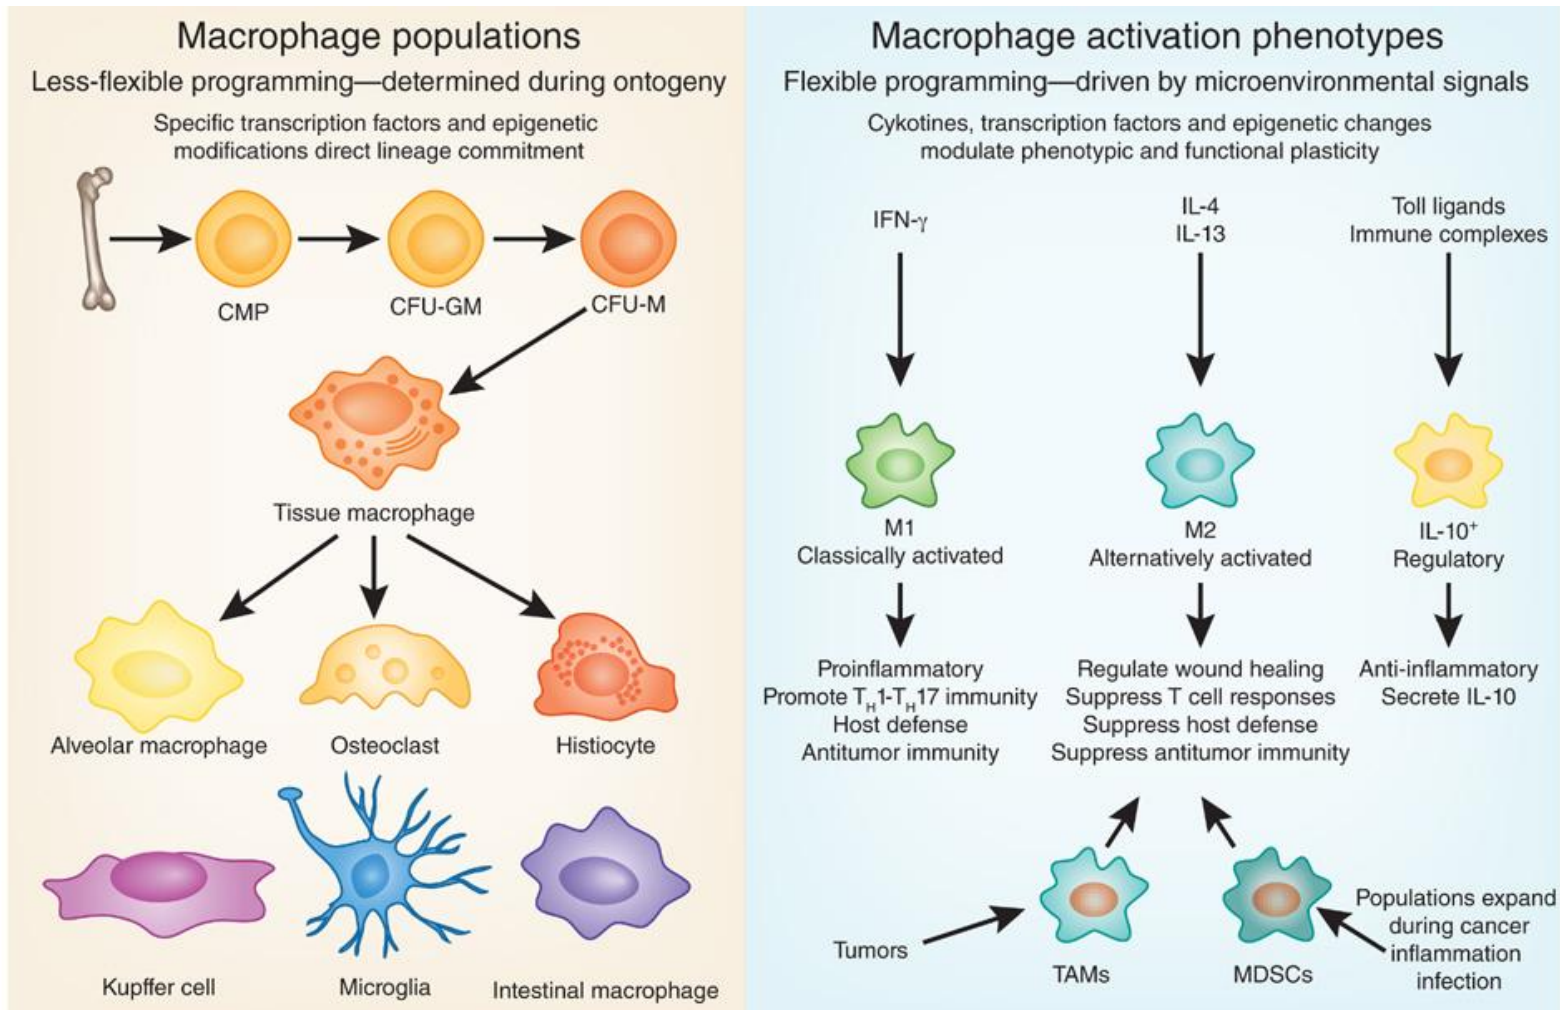 Macrophage populations
Less-flexible programming—determined during ontogeny
Specific transcription factors and epigenetic
modifications direct lineage commitment
CMP
CFU-GM
CFU-M
Tissue macrophage
Alveolar macrophage
Osteoclast
Histiocyte
Kupffer cell
Microglia
Intestinal macrophage
Macrophage activation phenotypes
Flexible programming—driven by microenvironmental signals
Cykotines, transcription factors and epigenetic changes
modulate phenotypic and functional plasticity
IFN-γ
IL-4
IL-13
Toll ligands
Immune complexes
M1
Classically activated
M2
Alternatively activated
IL-10⁺
Regulatory
Proinflammatory
Promote T_H1-T_H17 immunity
Host defense
Antitumor immunity
Regulate wound healing
Suppress T cell responses
Suppress host defense
Suppress antitumor immunity
Anti-inflammatory
Secrete IL-10
Tumors
TAMs
MDSCs
Populations expand
during cancer
inflammation
infection